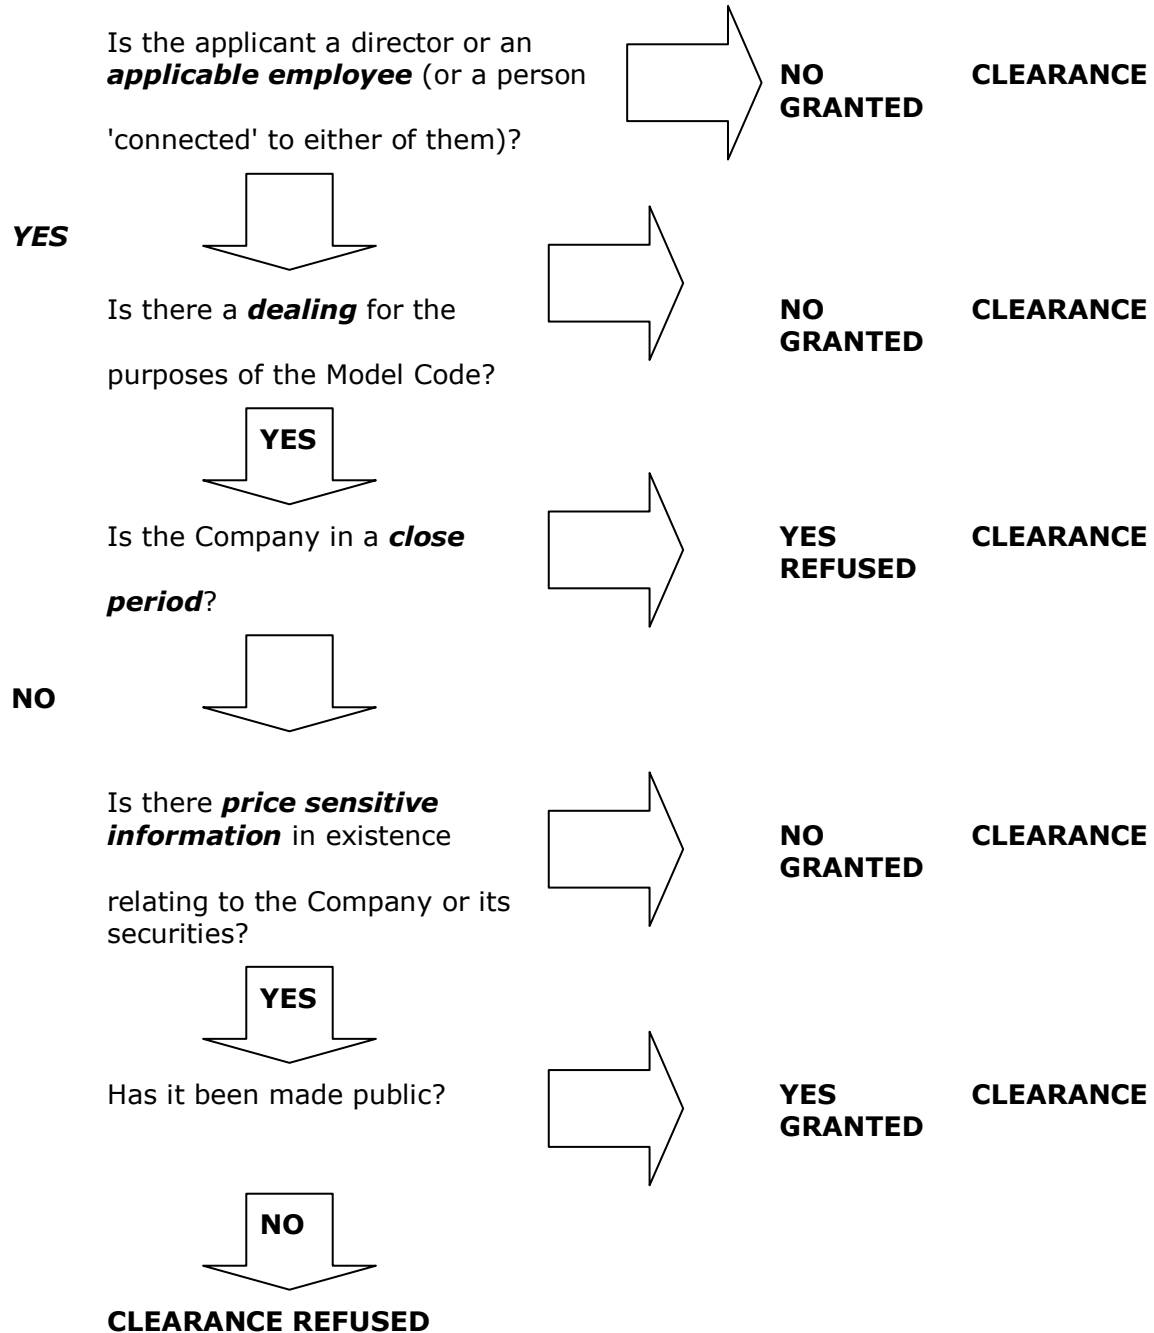 Is the applicant a director or an
applicable employee (or a person
NO CLEARANCE
GRANTED
'connected' to either of them)?
YES
Is there a dealing for the
NO CLEARANCE
GRANTED
purposes of the Model Code?
YES
Is the Company in a close
YES CLEARANCE
REFUSED
period?
NO
Is there price sensitive
information in existence
NO CLEARANCE
GRANTED
relating to the Company or its
securities?
YES
Has it been made public?
YES CLEARANCE
GRANTED
NO
CLEARANCE REFUSED